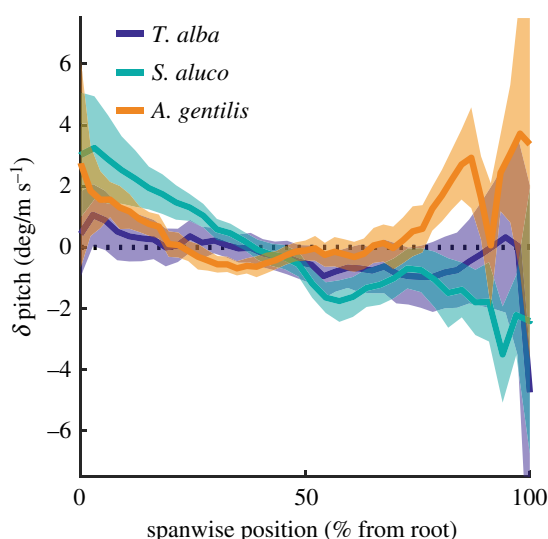 T. alba
S. aluco
A. gentilis
6
4
2
0
–2
–4
–6
δ pitch (deg/m s⁻¹)
0 50 100
spanwise position (% from root)